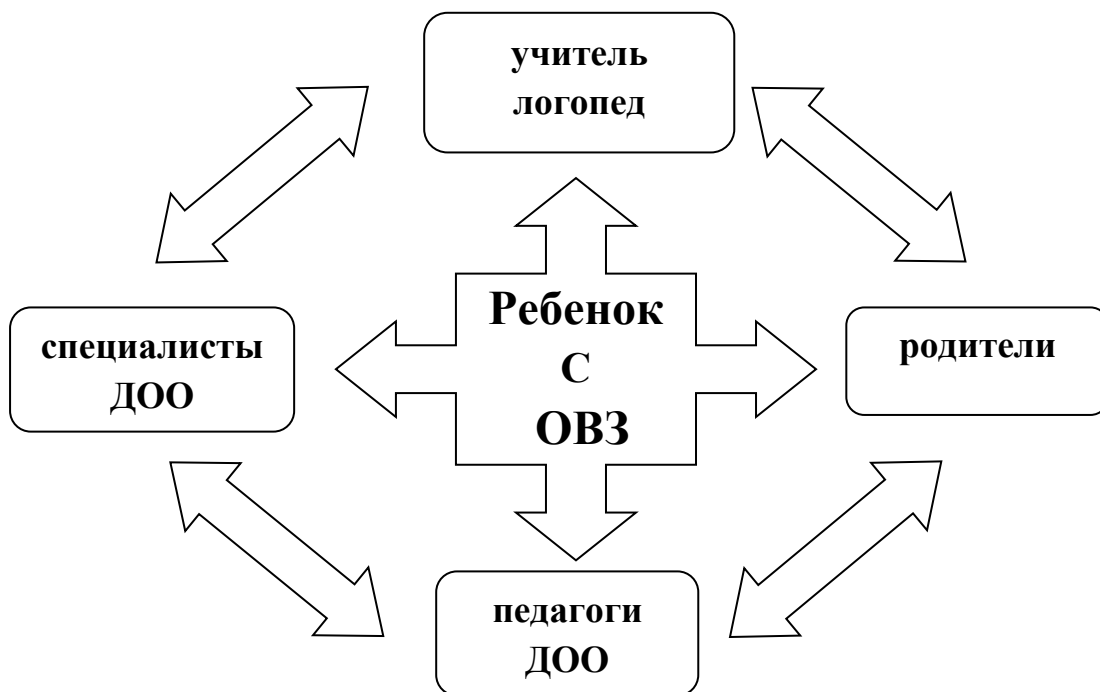 учитель
логопед
специалисты
ДОО
Ребенок
С
ОВЗ
родители
педагоги
ДОО